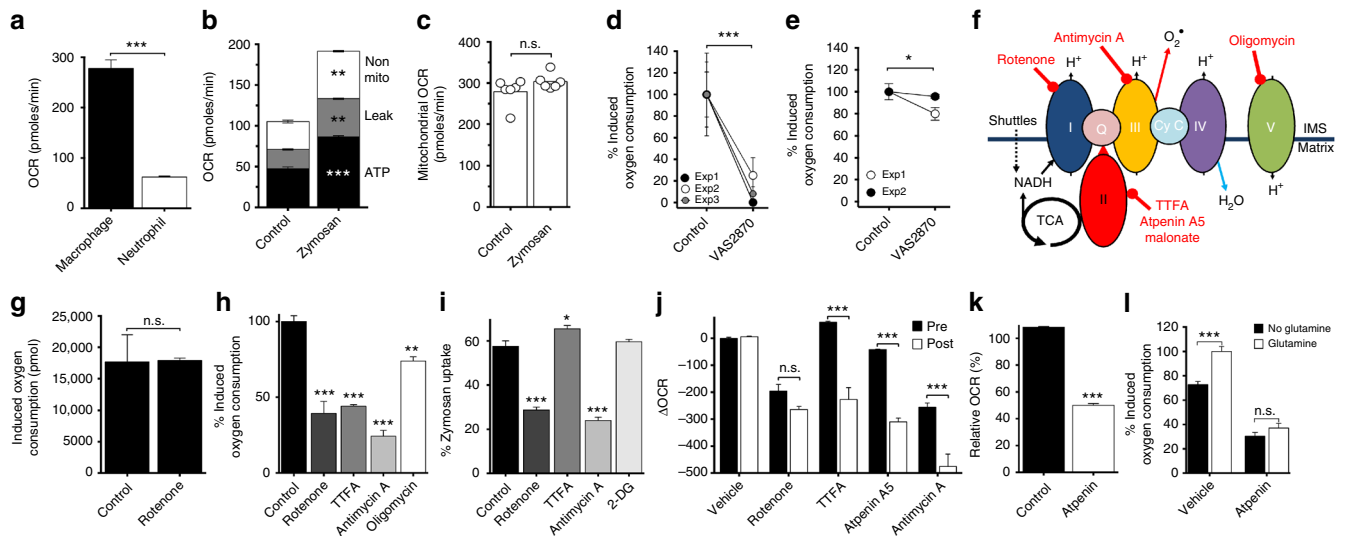 a
***
300
200
100
0
OCR (pmoles/min)
Macrophage
Neutrophil
b
200
175
150
125
100
75
50
25
0
OCR (pmoles/min)
**
**
***
Non
mito
Leak
ATP
Control
Zymosan
c
n.s.
400
300
200
100
0
Mitochondrial OCR
(pmoles/min)
Control
Zymosan
d
***
140
120
100
80
60
40
20
0
% Induced
oxygen consumption
Exp1
Exp2
Exp3
Control
VAS2870
e
*
140
120
100
80
60
40
20
0
% Induced
oxygen consumption
Exp1
Exp2
Control
VAS2870
f
Antimycin A
O2•
Oligomycin
Rotenone
H+
H+
H+
Shuttles
I
Q
III
Cy C
IV
V
IMS
Matrix
NADH
H2O
H+
II
TCA
TTFA
Atpenin A5
malonate
g
n.s.
25,000
20,000
15,000
10,000
5000
0
Induced oxygen
consumption (pmol)
Control
Rotenone
h
100
50
0
% Induced
oxygen consumption
***
***
***
**
Control
Rotenone
TTFA
Antimycin A
Oligomycin
i
80
60
40
20
0
% Zymosan uptake
***
*
***
Control
Rotenone
TTFA
Antimycin A
2-DG
j
0
−100
−200
−300
−400
−500
ΔOCR
n.s.
***
***
***
Pre
Post
Vehicle
Rotenone
TTFA
Atpenin A5
Antimycin A
k
100
80
60
40
20
0
Relative OCR (%)
***
Control
Atpenin
l
No glutamine
Glutamine
120
100
80
60
40
20
0
% Induced
oxygen consumption
***
n.s.
Vehicle
Atpenin